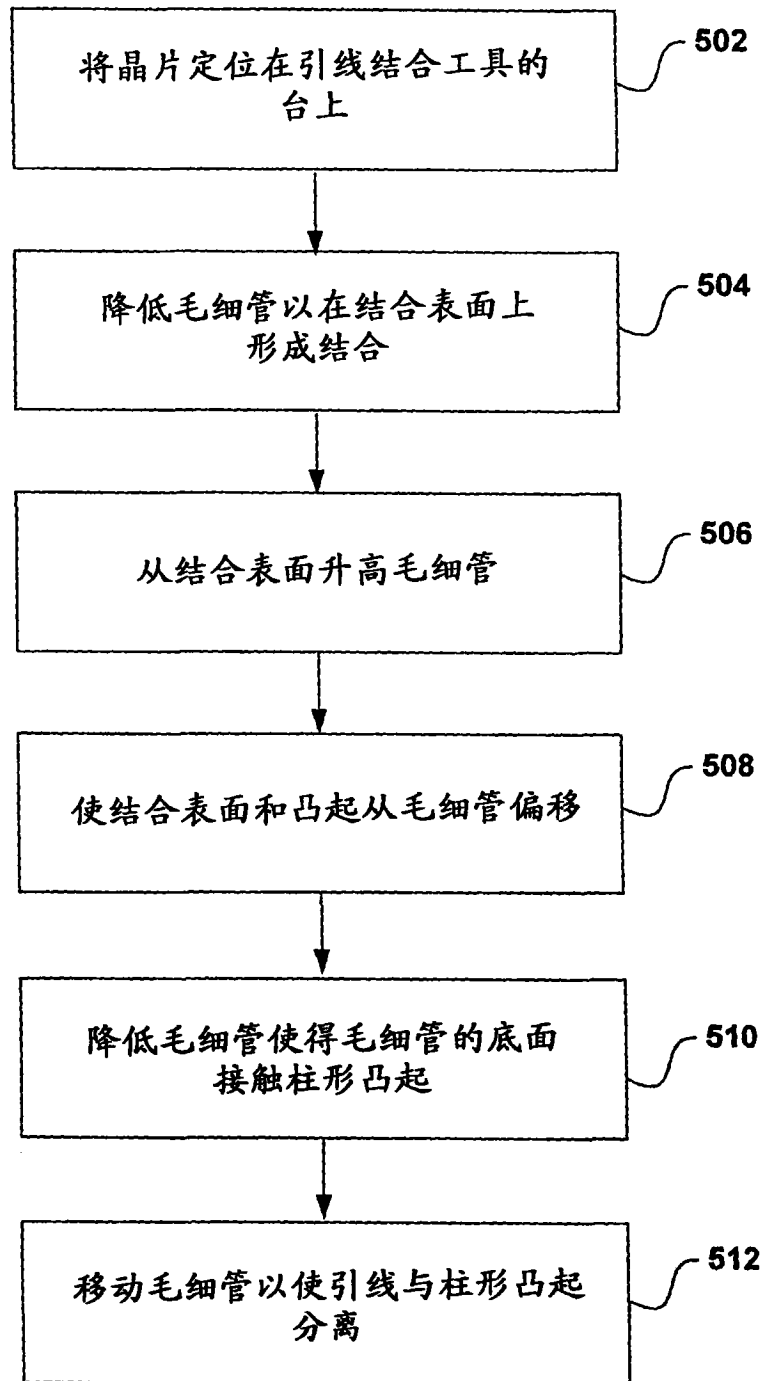 将晶片定位在引线结合工具的
台上
502
降低毛细管以在结合表面上
形成结合
504
从结合表面升高毛细管
506
使结合表面和凸起从毛细管偏移
508
降低毛细管使得毛细管的底面
接触柱形凸起
510
移动毛细管以使引线与柱形凸起
分离
512